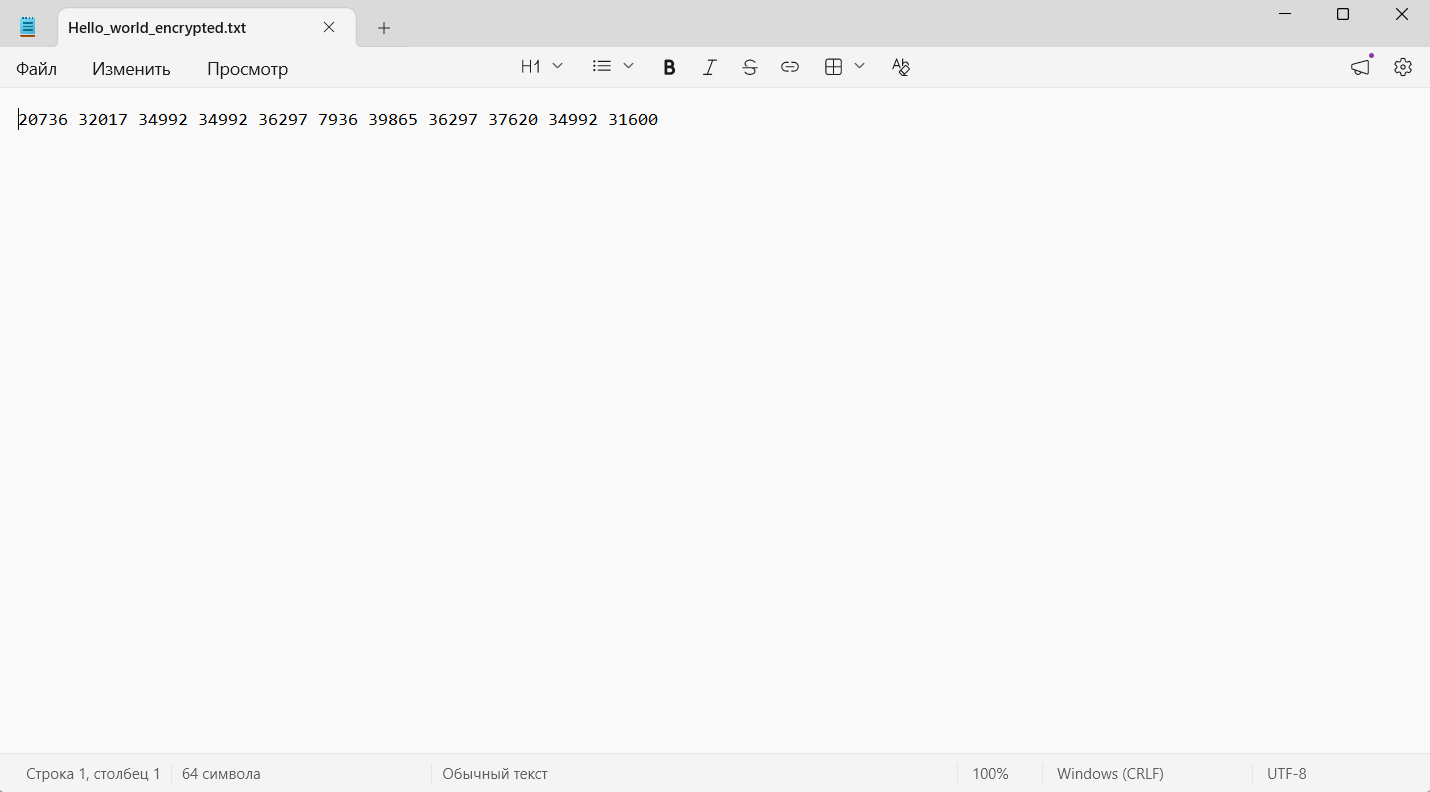 Hello_world_encrypted.txt
Файл Изменить Просмотр H1 B I S A
20736 32017 34992 34992 36297 7936 39865 36297 37620 34992 31600
Строка 1, столбец 1 64 символа Обычный текст 100% Windows (CRLF) UTF-8